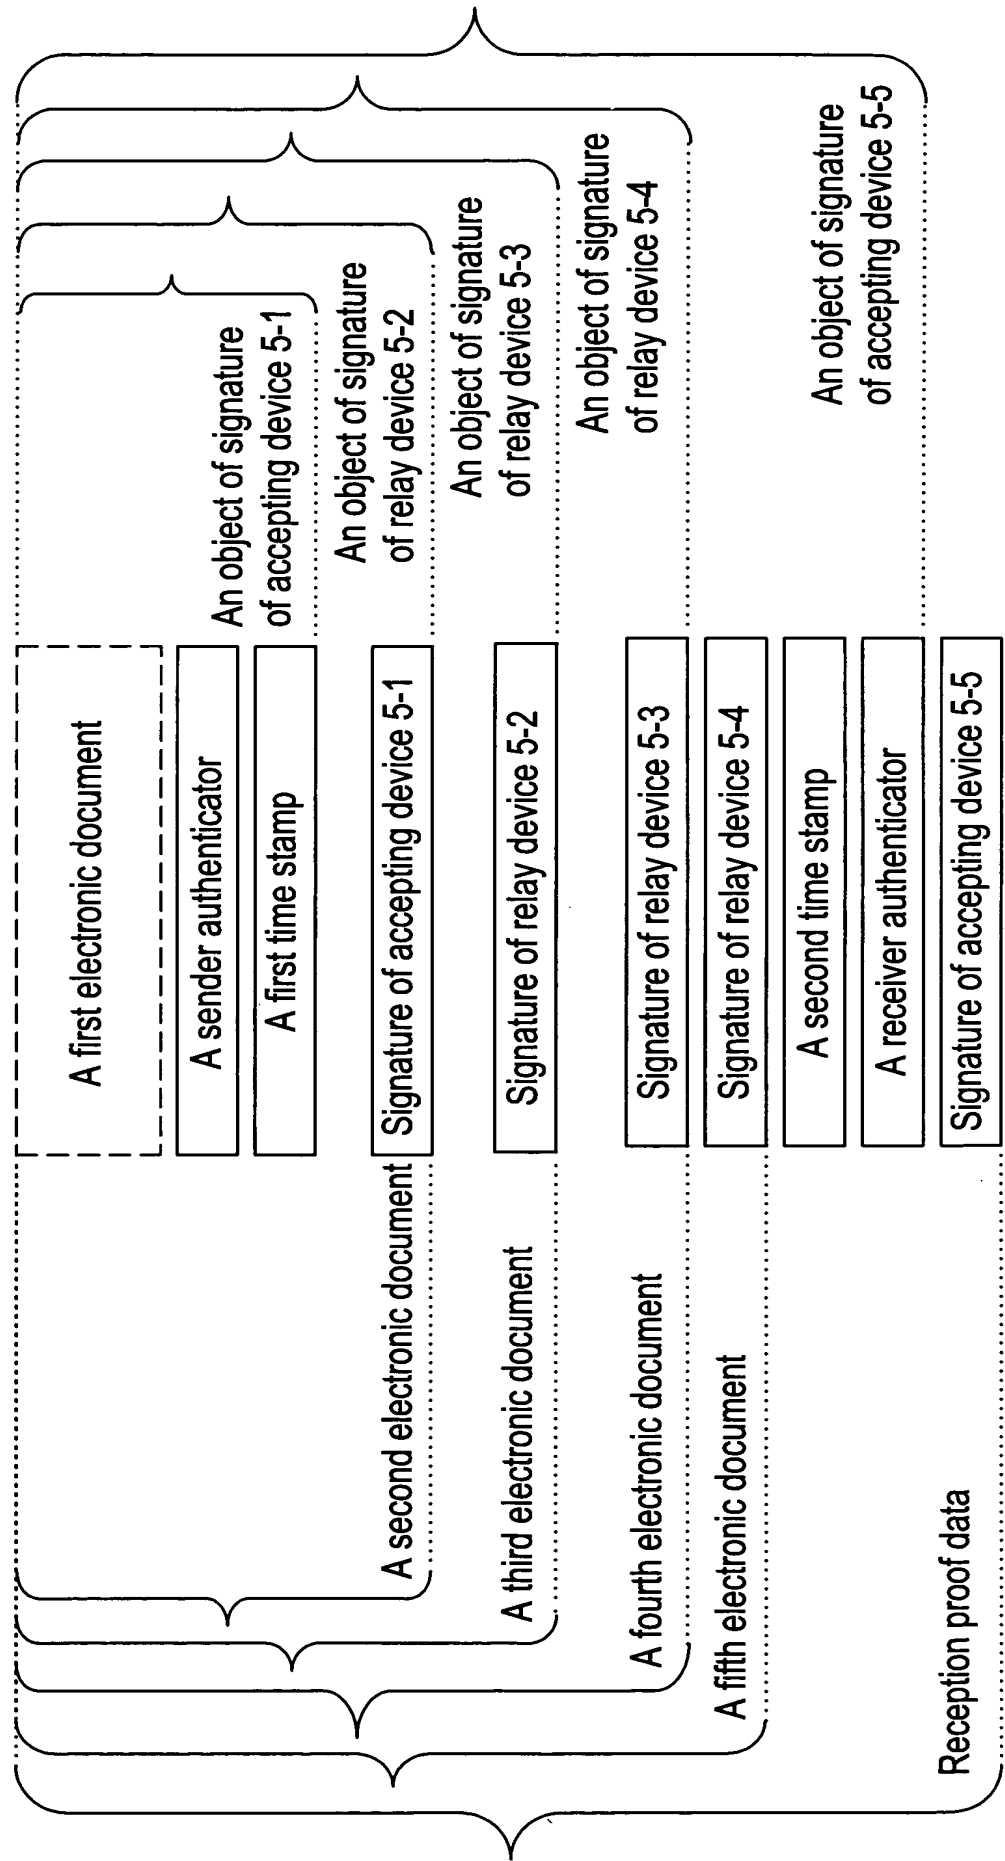 A first electronic document
A sender authenticator
A first time stamp
An object of signature
of accepting device 5-1
A second electronic document
Signature of accepting device 5-1
An object of signature
of relay device 5-2
A third electronic document
Signature of relay device 5-2
An object of signature
of relay device 5-3
A fourth electronic document
Signature of relay device 5-3
An object of signature
of relay device 5-4
A fifth electronic document
Signature of relay device 5-4
A second time stamp
A receiver authenticator
An object of signature
of accepting device 5-5
Reception proof data
Signature of accepting device 5-5